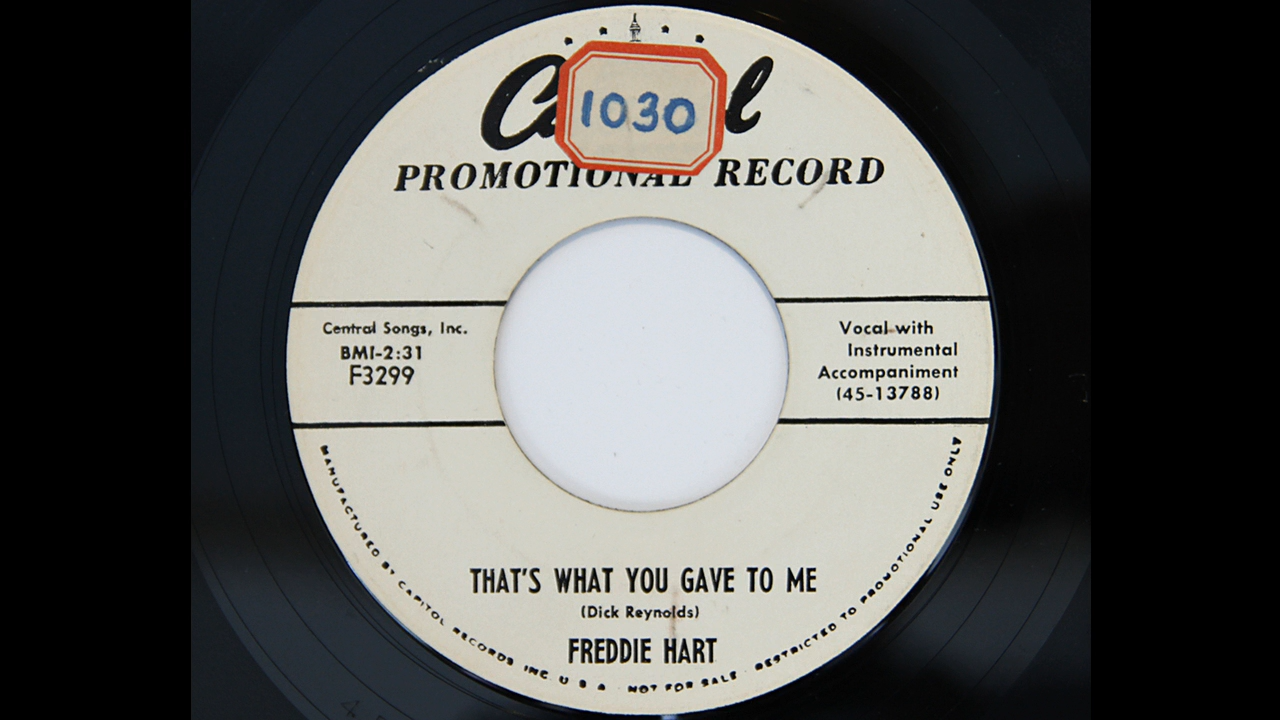 1030
PROMOTIONAL RECORD
Central Songs, Inc.
BMI-2:31
F3299
Vocal with
Instrumental
Accompaniment
(45-13788)
THAT'S WHAT YOU GAVE TO ME
(Dick Reynolds)
FREDDIE HART
MANUFACTURED BY CAPITOL RECORDS INC. U S A · NOT FOR SALE · RESTRICTED TO PROMOTIONAL USE ONLY